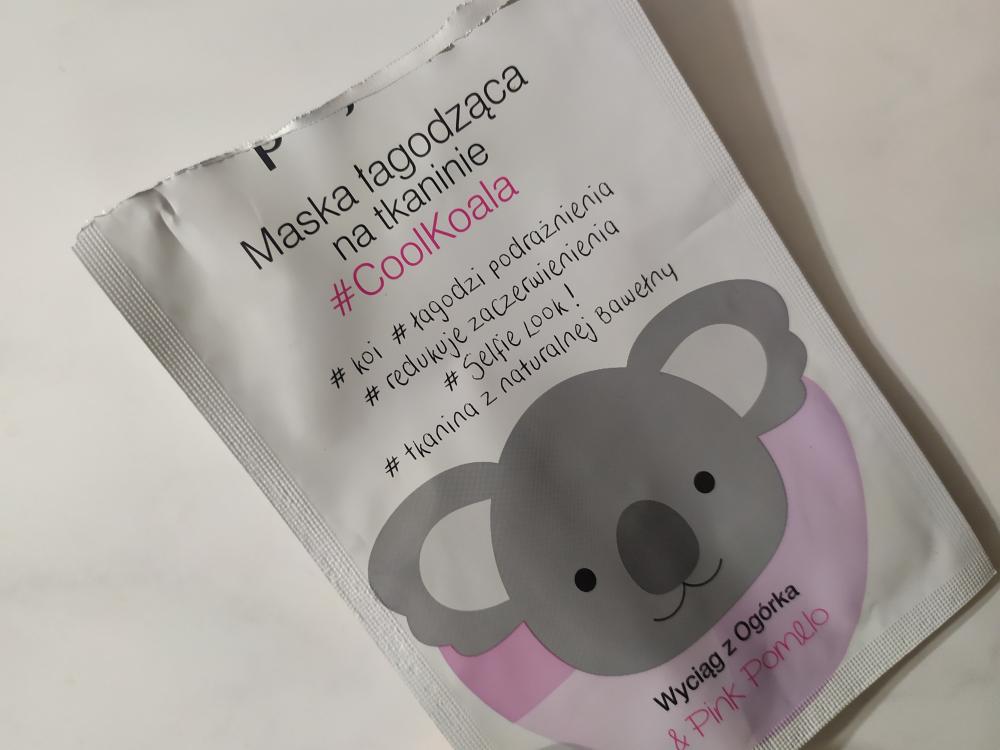 Maska łagodząca
na tkaninie
#CoolKoala
# koi # łagodzi podrażnienia
# redukuje zaczerwienienia
# Selfie Look!
# tkanina z naturalnej Bawełny
Wyciąg z Ogórka
& Pink Pomelo